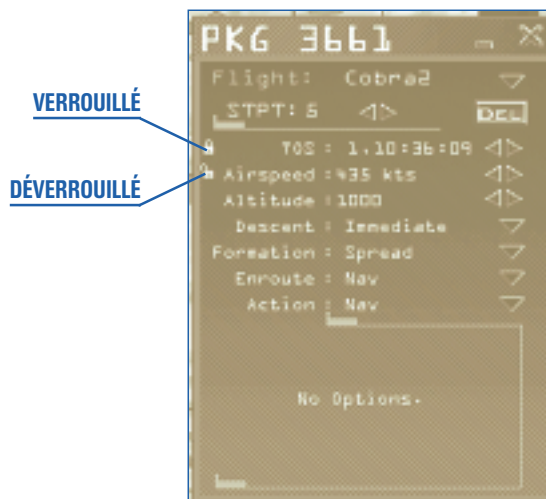 PKG 3661
Flight: Cobra2
STPT: 5 DEL
VERROUILLÉ
TOS : 1.10:36:09
DÉVERROUILLÉ
Airspeed : 435 kts
Altitude : 1000
Descent : Immediate
Formation : Spread
Enroute : Nav
Action : Nav
No Options.